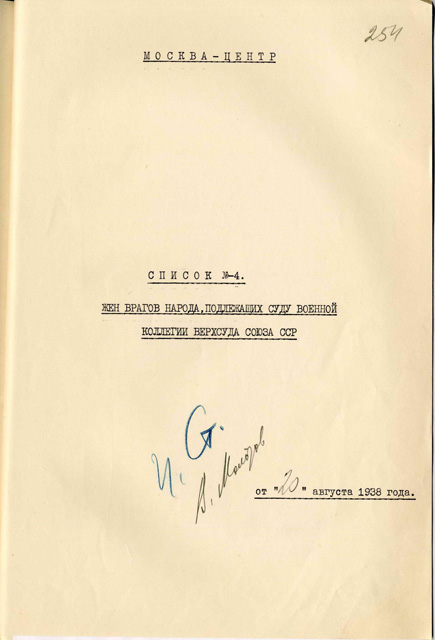 254
МОСКВА-ЦЕНТР
СПИСОК №-4.
ЖЕН ВРАГОВ НАРОДА, ПОДЛЕЖАЩИХ СУДУ ВОЕННОЙ
КОЛЛЕГИИ ВЕРХСУДА СОЮЗА ССР
В. Молотов
от "20" августа 1938 года.